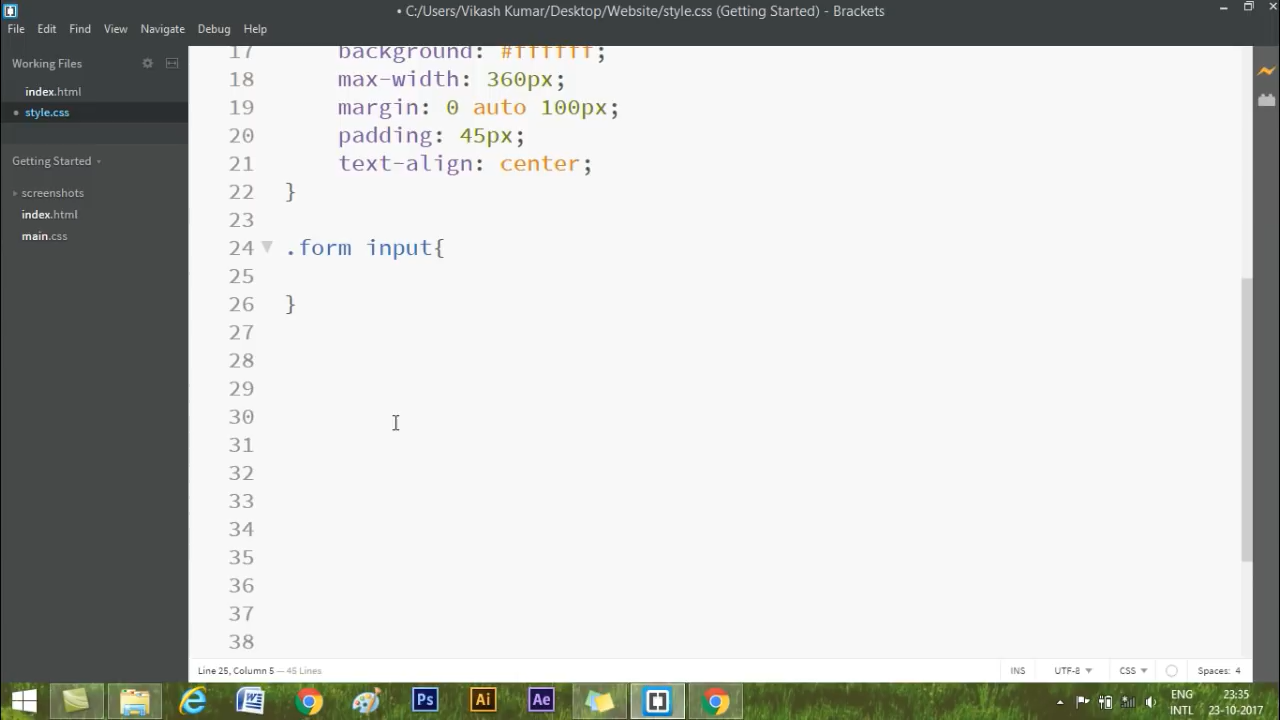 • C:/Users/Vikash Kumar/Desktop/Website/style.css (Getting Started) - Brackets
File Edit View Navigate Debug Help
Working Files
index.html
• style.css
Getting Started
screenshots
index.html
main.css
17 background: #ffffff;
18 max-width: 360px;
19 margin: 0 auto 100px;
20 padding: 45px;
21 text-align: center;
22 }
23
24 .form input{
25
26 }
27
28
29
30
31
32
33
34
35
36
37
38
Line 25, Column 5 — 45 Lines
INS UTF-8 CSS Spaces: 4
Ps Ai Ae
ENG 23:35
INTL 23-10-2017